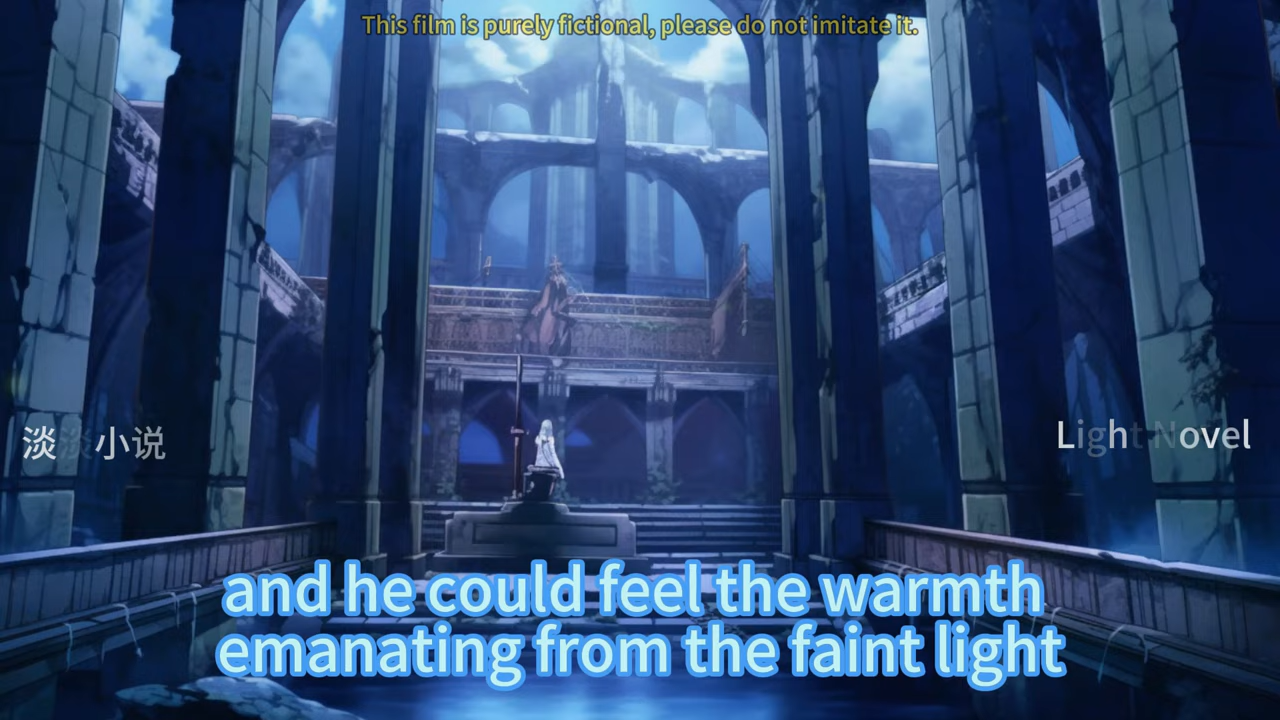 This film is purely fictional, please do not imitate it.
淡淡小说
Light Novel
and he could feel the warmth
emanating from the faint light